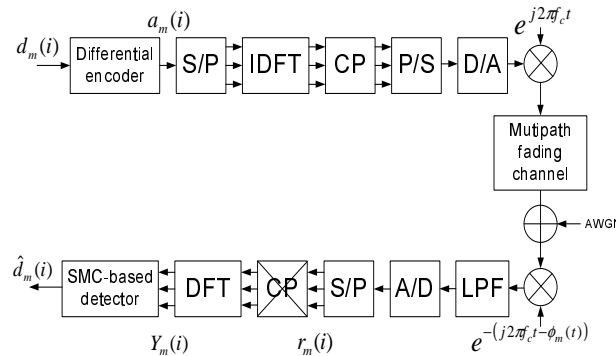 a_m(i)
e^{j2πf_c t}
d_m(i)
Differential
encoder
S/P
IDFT
CP
P/S
D/A
Mutipath
fading
channel
AWGN
d̂_m(i)
SMC-based
detector
DFT
CP
S/P
A/D
LPF
e^{-(j2πf_c t-ϕ_m(t))}
Y_m(i)
r_m(i)